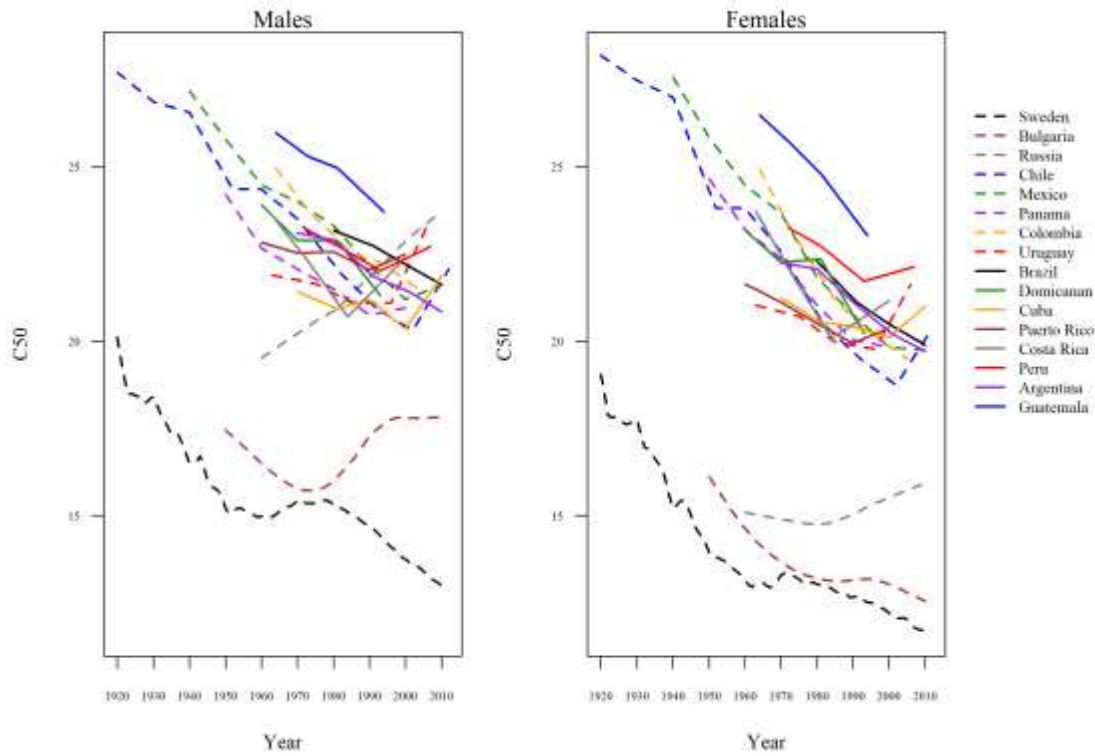 Males
Females
C50
25
20
15
1920 1930 1940 1950 1960 1970 1980 1990 2000 2010
Year
C50
25
20
15
1920 1930 1940 1950 1960 1970 1980 1990 2000 2010
Year
Sweden
Bulgaria
Russia
Chile
Mexico
Panama
Colombia
Uruguay
Brazil
Domicanan
Cuba
Puerto Rico
Costa Rica
Peru
Argentina
Guatemala